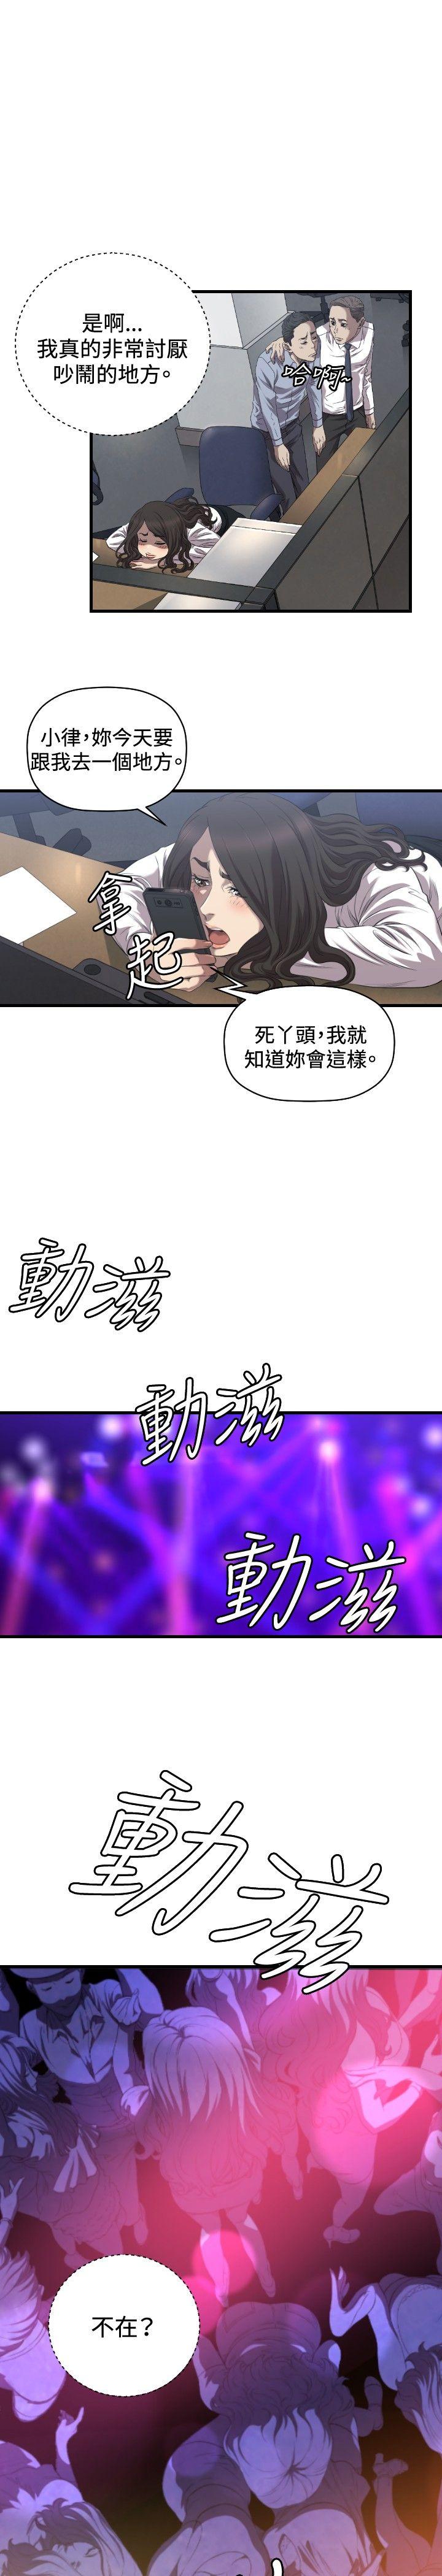 是啊...
我真的非常討厭
吵鬧的地方。
哈啊~
小律，妳今天要
跟我去一個地方。
拿起
死丫頭，我就
知道妳會這樣。
動滋
動滋
動滋
動滋
不在？